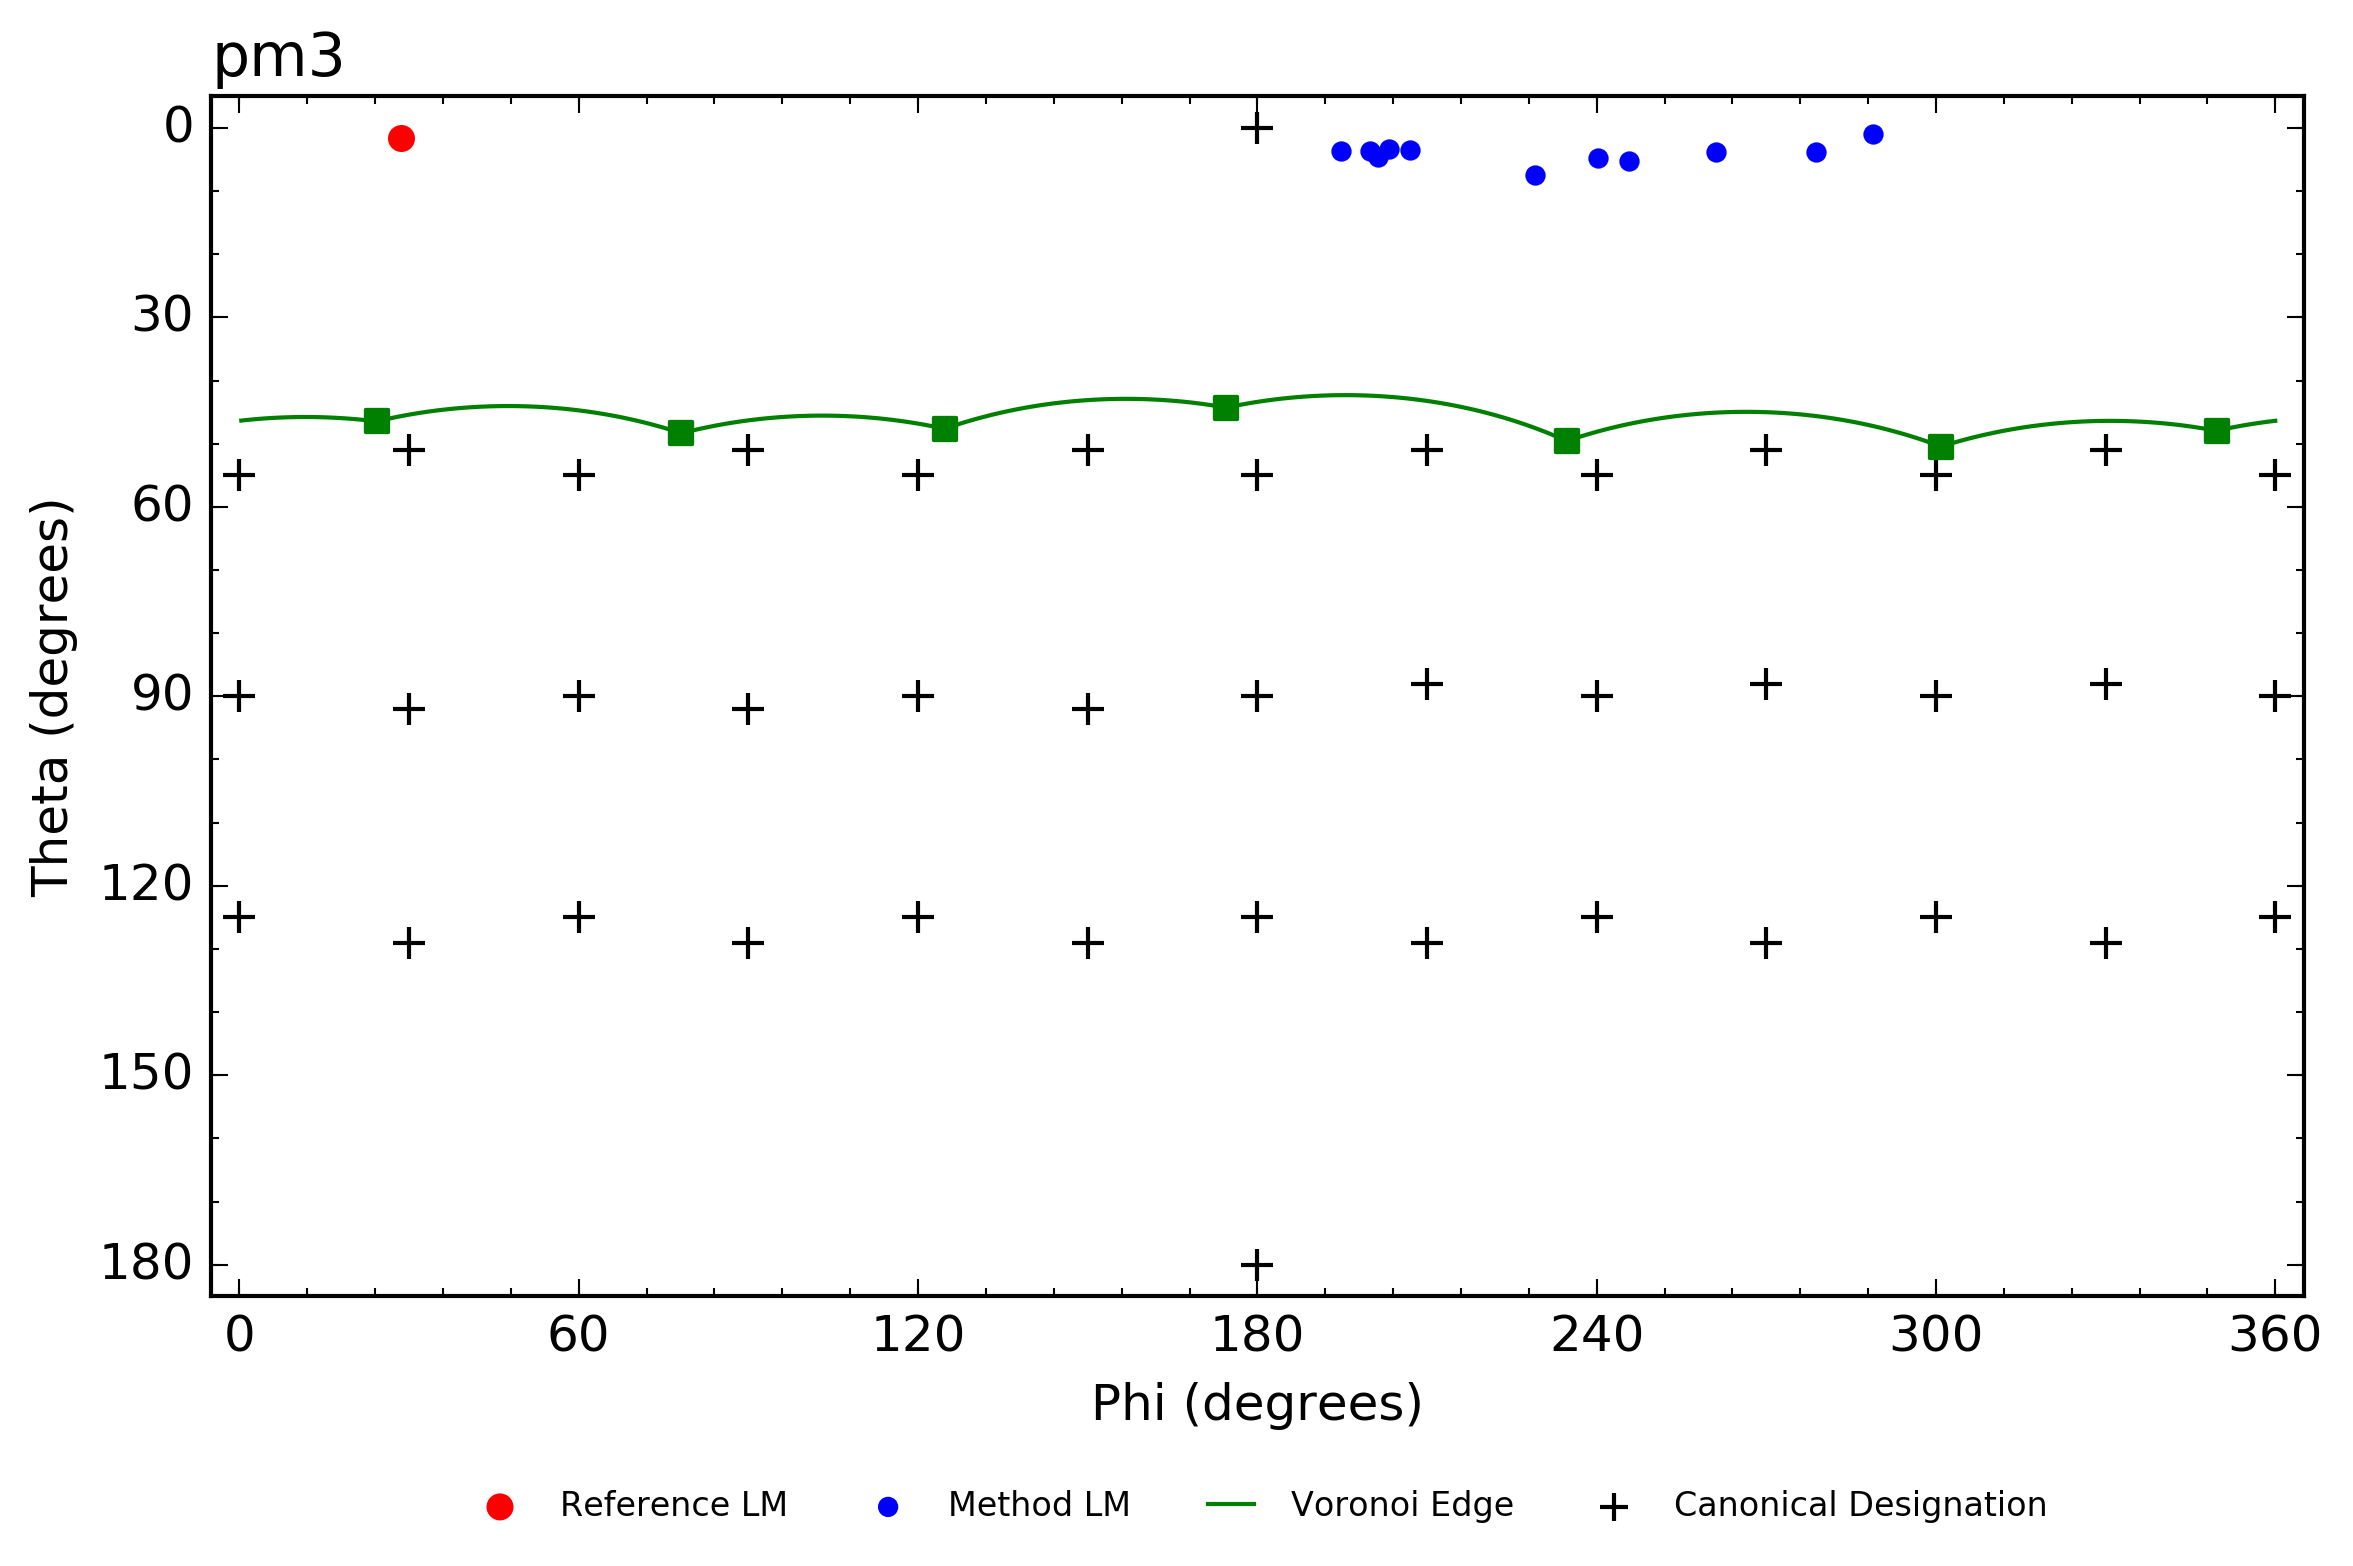 pm3
0
30
60
90
120
150
180
Theta (degrees)
0 60 120 180 240 300 360
Phi (degrees)
Reference LM Method LM Voronoi Edge Canonical Designation